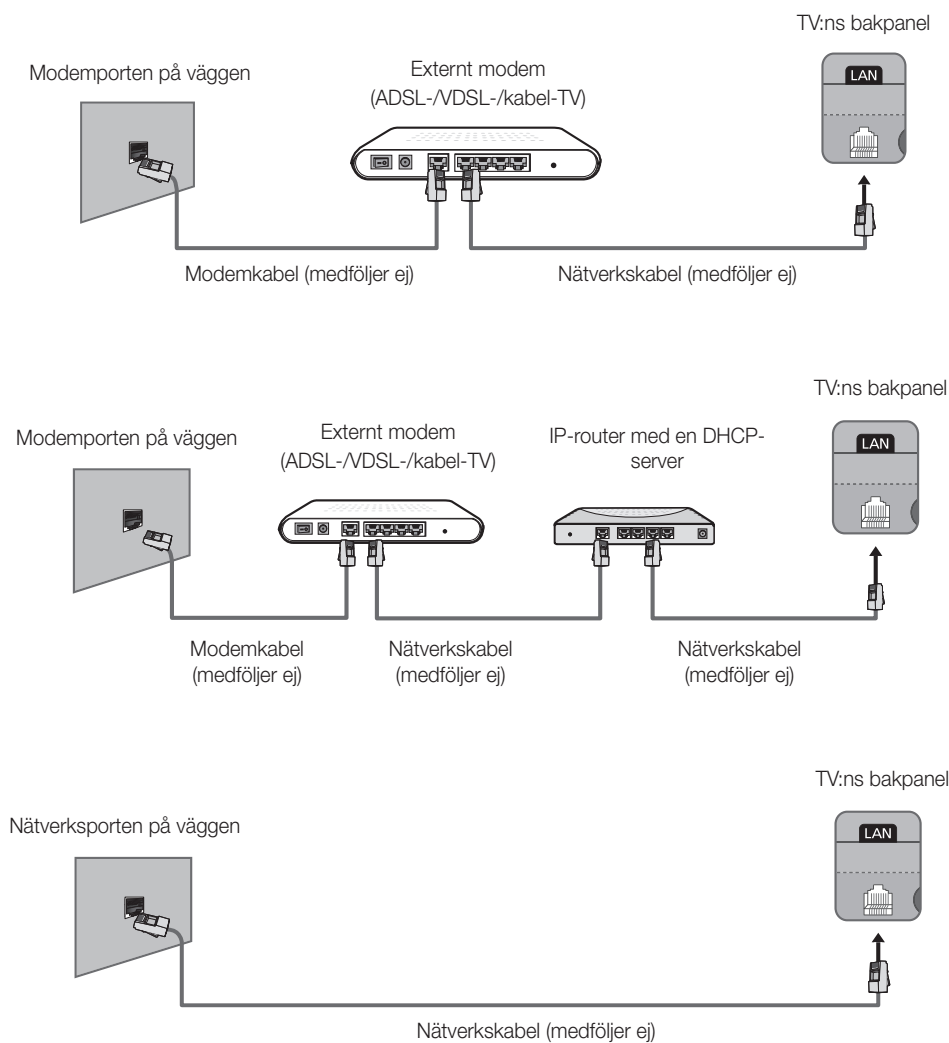 TV:ns bakpanel
Modemporten på väggen
Externt modem
(ADSL-/VDSL-/kabel-TV)
LAN
Modemkabel (medföljer ej)
Nätverkskabel (medföljer ej)
TV:ns bakpanel
Modemporten på väggen
Externt modem
(ADSL-/VDSL-/kabel-TV)
IP-router med en DHCP-
server
LAN
Modemkabel
(medföljer ej)
Nätverkskabel
(medföljer ej)
Nätverkskabel
(medföljer ej)
TV:ns bakpanel
Nätverksporten på väggen
LAN
Nätverkskabel (medföljer ej)